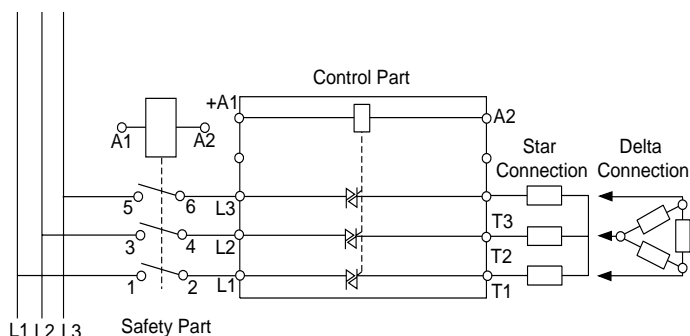 Control Part
+A1
A2
A1
A2
Star
Connection
Delta
Connection
5
6
L3
T3
3
4
L2
T2
1
2
L1
T1
L1 L2 L3
Safety Part